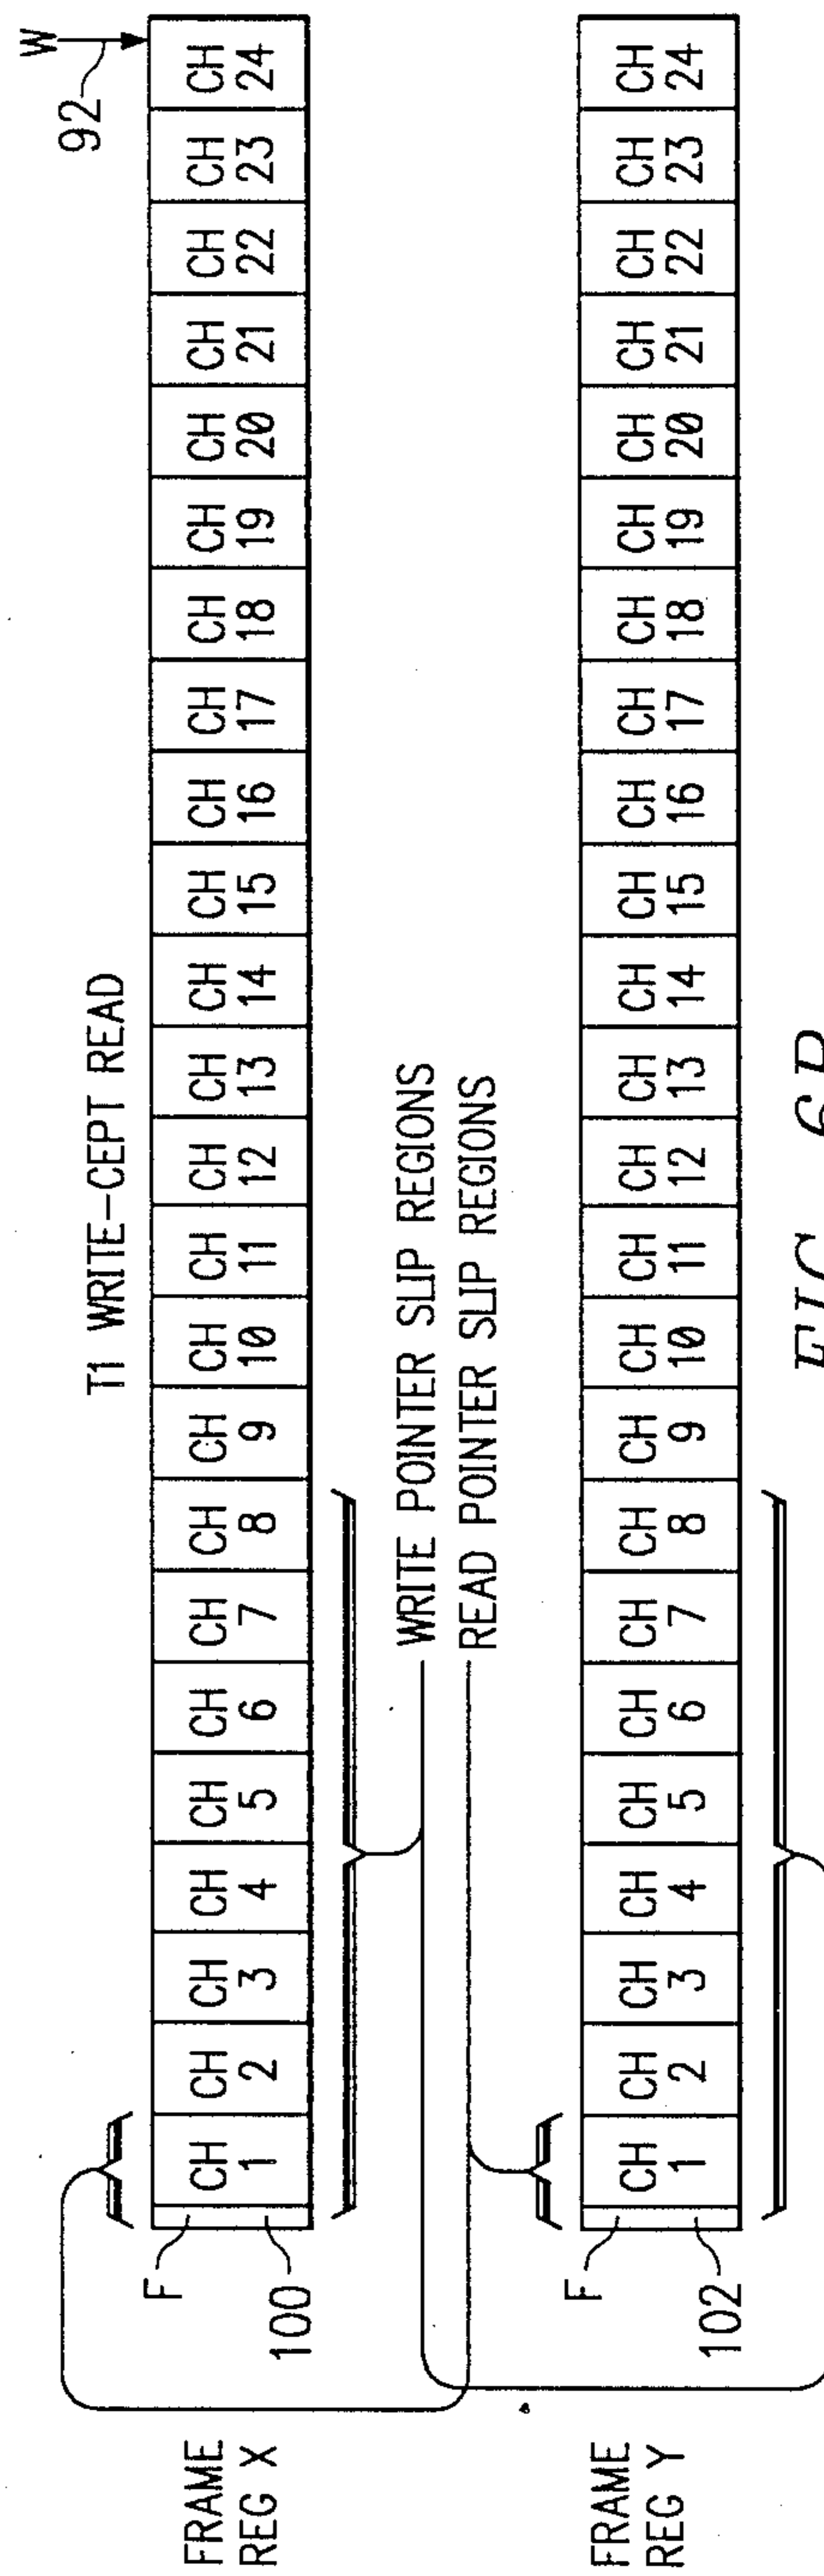 T1 WRITE-CEPT READ
W
92
FRAME
REG X
F
100
CH 1
CH 2
CH 3
CH 4
CH 5
CH 6
CH 7
CH 8
CH 9
CH 10
CH 11
CH 12
CH 13
CH 14
CH 15
CH 16
CH 17
CH 18
CH 19
CH 20
CH 21
CH 22
CH 23
CH 24
WRITE POINTER SLIP REGIONS
READ POINTER SLIP REGIONS
FRAME
REG Y
F
102
CH 1
CH 2
CH 3
CH 4
CH 5
CH 6
CH 7
CH 8
CH 9
CH 10
CH 11
CH 12
CH 13
CH 14
CH 15
CH 16
CH 17
CH 18
CH 19
CH 20
CH 21
CH 22
CH 23
CH 24